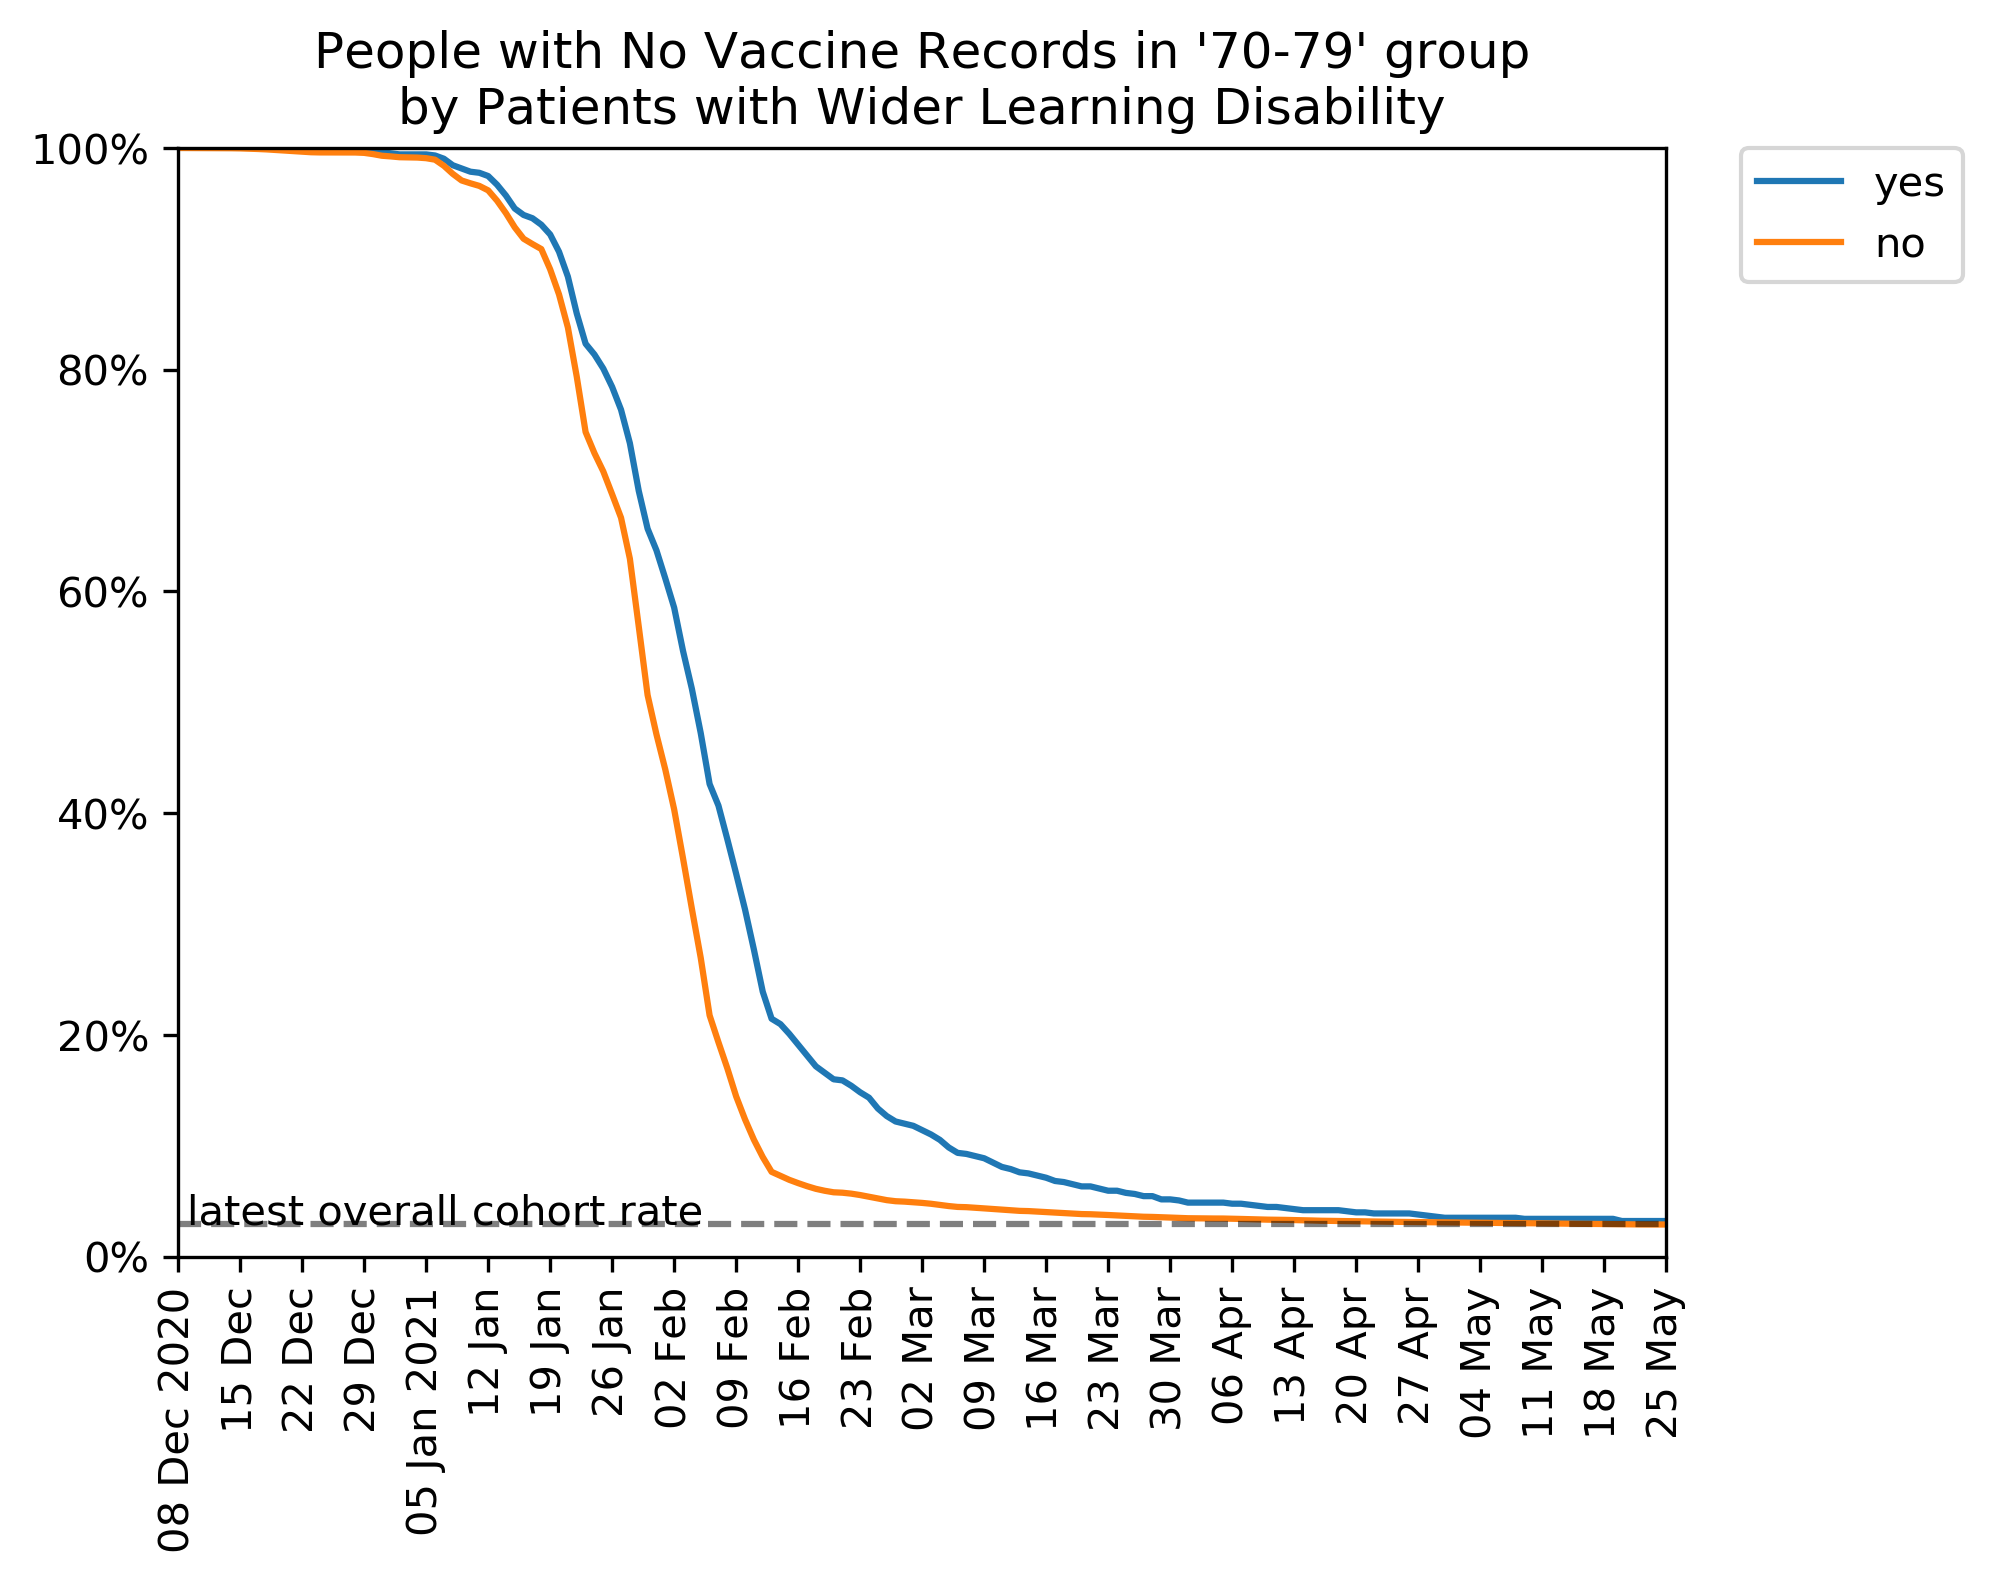 People with No Vaccine Records in '70-79' group
by Patients with Wider Learning Disability
100%
80%
60%
40%
20%
0%
latest overall cohort rate
08 Dec 2020
15 Dec
22 Dec
29 Dec
05 Jan 2021
12 Jan
19 Jan
26 Jan
02 Feb
09 Feb
16 Feb
23 Feb
02 Mar
09 Mar
16 Mar
23 Mar
30 Mar
06 Apr
13 Apr
20 Apr
27 Apr
04 May
11 May
18 May
25 May
yes
no